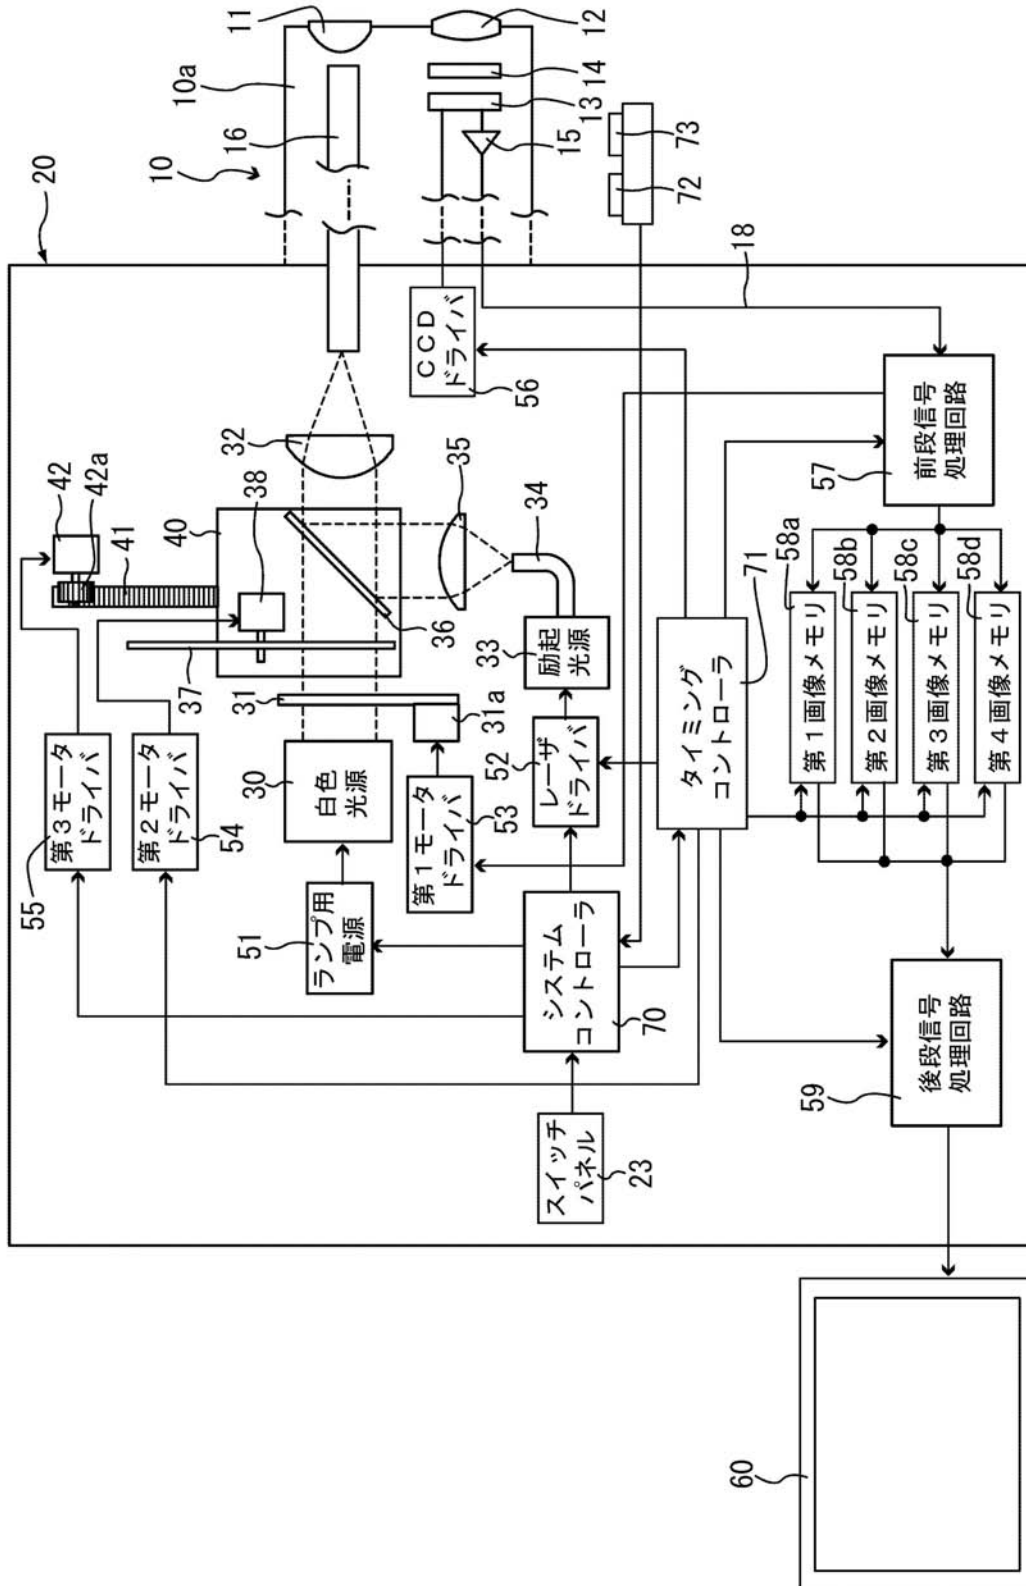 20
55
第3モータ
ドライバ
42
42a
41
第2モータ
ドライバ
54
37
38
40
10
10a
16
11
51
ランプ用
電源
30
白色
光源
31
31a
32
第1モータ
ドライバ
53
36
35
CCD
ドライバ
56
15
13
14
12
52
レーザ
ドライバ
33
励起
光源
34
スイッチ
パネル
23
システム
コントローラ
70
タイミング
コントローラ
71
72
73
18
60
59
後段信号
処理回路
57
前段信号
処理回路
58a
第1画像メモリ
58b
第2画像メモリ
58c
第3画像メモリ
58d
第4画像メモリ